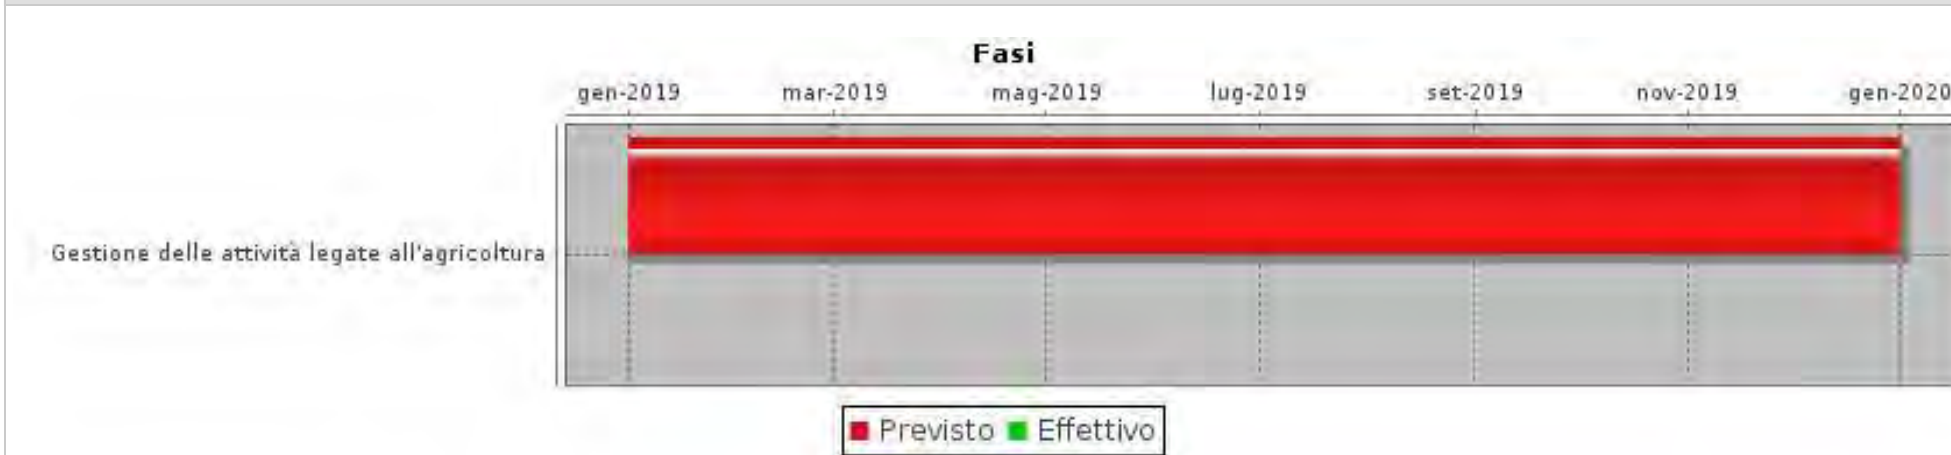 Fasi
gen-2019 mar-2019 mag-2019 lug-2019 set-2019 nov-2019 gen-2020
Gestione delle attività legate all'agricoltura
Previsto Effettivo